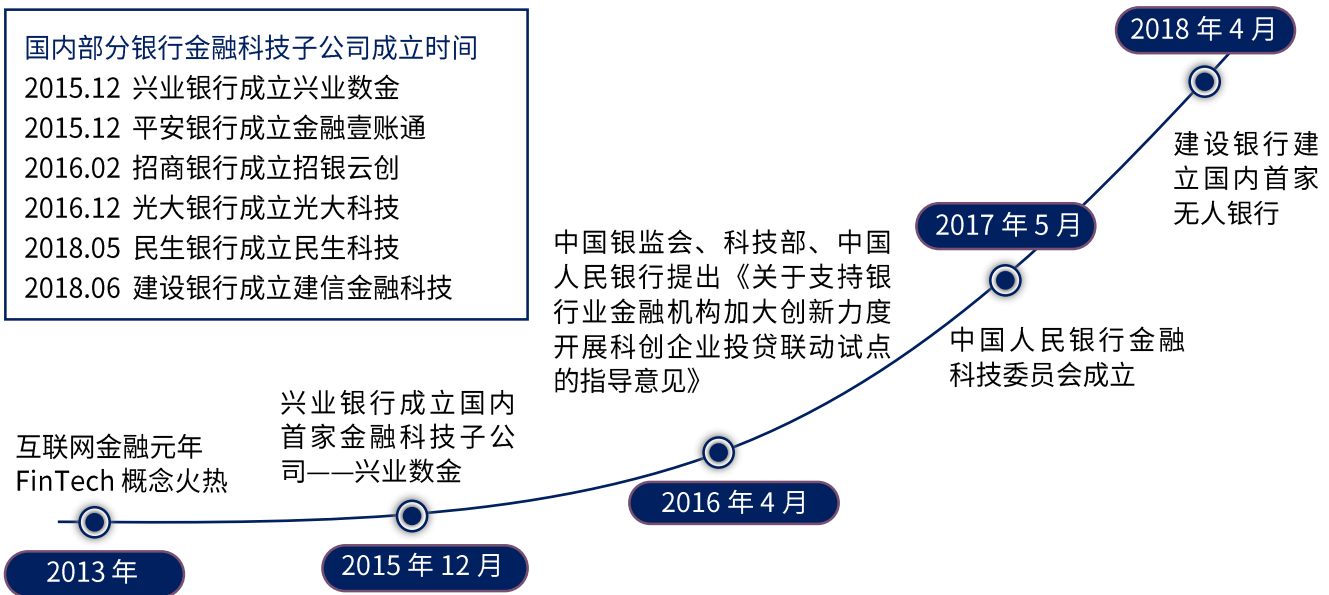 国内部分银行金融科技子公司成立时间
2015.12 兴业银行成立兴业数金
2015.12 平安银行成立金融壹账通
2016.02 招商银行成立招银云创
2016.12 光大银行成立光大科技
2018.05 民生银行成立民生科技
2018.06 建设银行成立建信金融科技
互联网金融元年
FinTech 概念火热
2013 年
兴业银行成立国内
首家金融科技子公
司——兴业数金
2015 年 12 月
中国银监会、科技部、中国
人民银行提出《关于支持银
行业金融机构加大创新力度
开展科创企业投贷联动试点
的指导意见》
2016 年 4 月
2017 年 5 月
中国人民银行金融
科技委员会成立
2018 年 4 月
建设银行建
立国内首家
无人银行